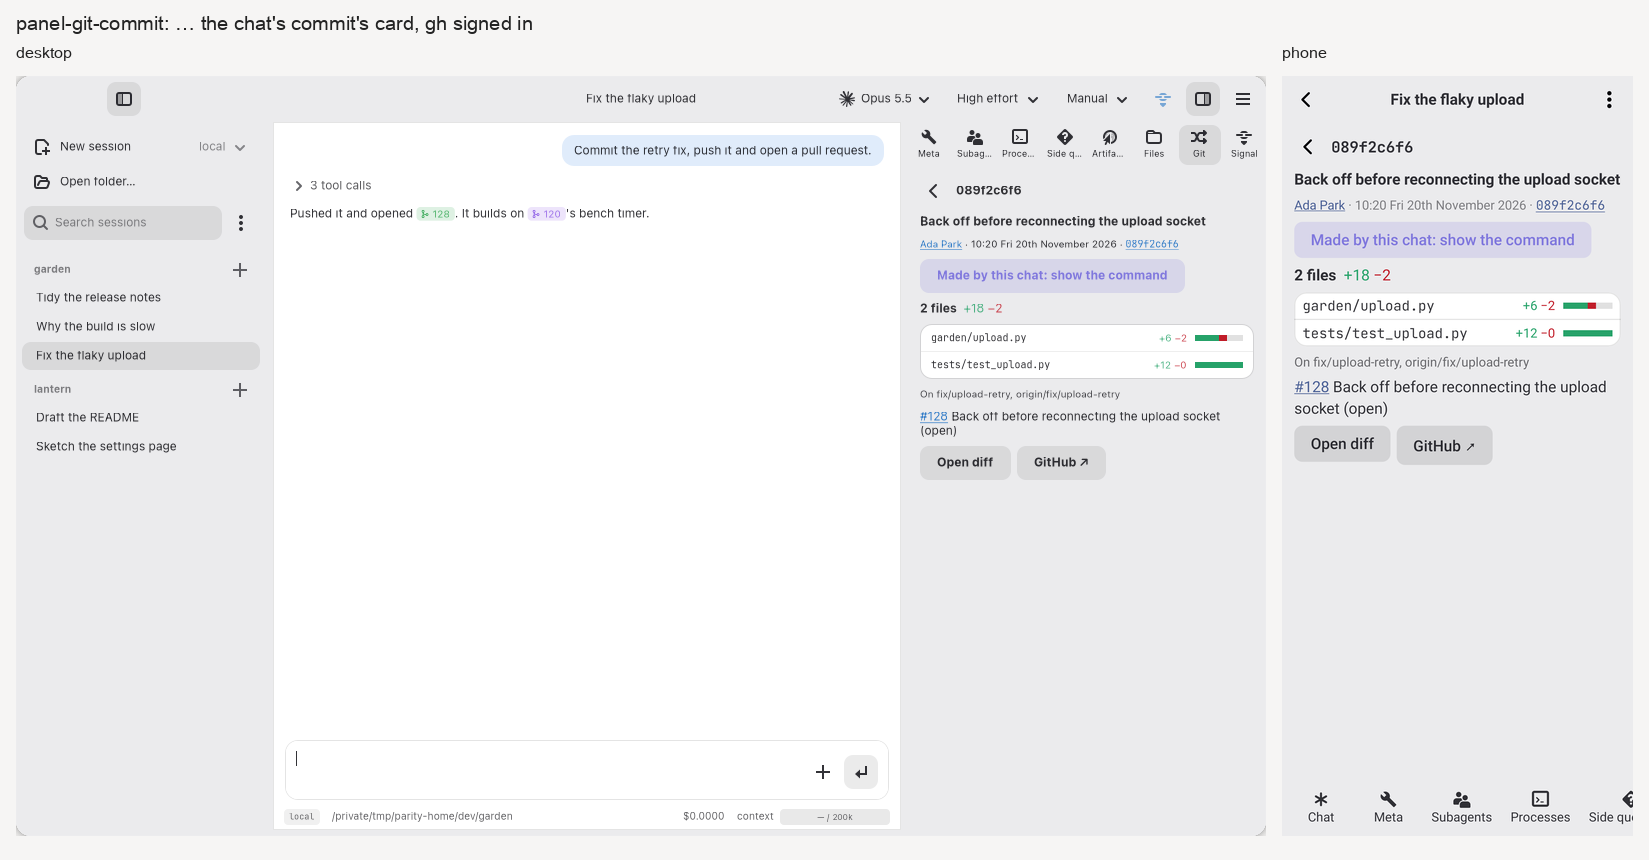 panel-git-commit: … the chat's commit's card, gh signed in
desktop
Fix the flaky upload
Opus 5.5
High effort
Manual
New session
local
Open folder...
Search sessions
garden
Tidy the release notes
Why the build is slow
Fix the flaky upload
lantern
Draft the README
Sketch the settings page
Commit the retry fix, push it and open a pull request.
3 tool calls
Pushed it and opened 128. It builds on 120's bench timer.
local /private/tmp/parity-home/dev/garden $0.0000 context — / 200k
Meta Subag… Proce… Side q… Artifa… Files Git Signal
089f2c6f6
Back off before reconnecting the upload socket
Ada Park · 10:20 Fri 20th November 2026 · 089f2c6f6
Made by this chat: show the command
2 files +18 −2
garden/upload.py +6 −2
tests/test_upload.py +12 −0
On fix/upload-retry, origin/fix/upload-retry
#128 Back off before reconnecting the upload socket
(open)
Open diff GitHub ↗
phone
Fix the flaky upload
089f2c6f6
Back off before reconnecting the upload socket
Ada Park · 10:20 Fri 20th November 2026 · 089f2c6f6
Made by this chat: show the command
2 files +18 −2
garden/upload.py +6 −2
tests/test_upload.py +12 −0
On fix/upload-retry, origin/fix/upload-retry
#128 Back off before reconnecting the upload
socket (open)
Open diff GitHub ↗
Chat Meta Subagents Processes Side qu